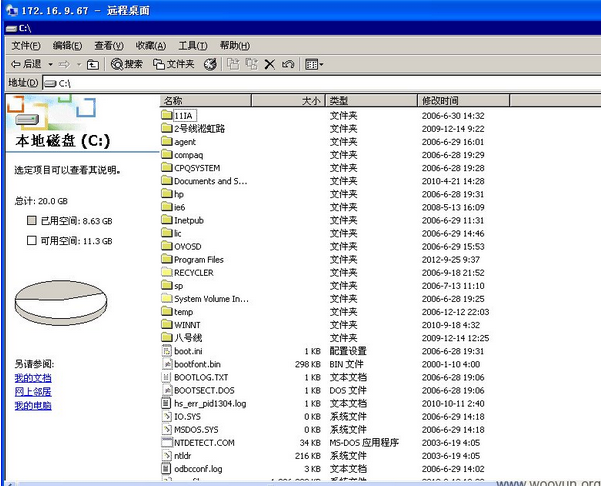 172.16.9.67 - 远程桌面
C:\
文件(F) 编辑(E) 查看(V) 收藏(A) 工具(T) 帮助(H)
后退 搜索 文件夹
地址(D) C:\
名称 大小 类型 修改时间
本地磁盘 (C:)
选定项目可以查看其说明。
总计: 20.0 GB
已用空间: 8.63 GB
可用空间: 11.3 GB
另请参阅:
我的文档
网上邻居
我的电脑
11IA 文件夹 2006-6-30 14:32
2号线淞虹路 文件夹 2009-12-14 9:22
agent 文件夹 2006-6-29 16:01
compaq 文件夹 2006-6-28 19:29
CPQSYSTEM 文件夹 2006-6-28 19:28
Documents and S... 文件夹 2010-4-21 14:28
hp 文件夹 2006-6-28 19:31
ie6 文件夹 2008-5-13 16:09
Inetpub 文件夹 2006-6-29 11:31
lic 文件夹 2006-6-29 14:46
OVOSD 文件夹 2006-6-29 15:53
Program Files 文件夹 2012-9-25 9:37
RECYCLER 文件夹 2006-9-18 21:52
sp 文件夹 2006-7-13 11:10
System Volume In... 文件夹 2006-6-28 19:25
temp 文件夹 2006-12-12 22:03
WINNT 文件夹 2010-9-18 4:32
八号线 文件夹 2009-12-14 12:25
boot.ini 1 KB 配置设置 2006-6-28 19:31
bootfont.bin 298 KB BIN 文件 2000-1-10 4:00
BOOTLOG.TXT 1 KB 文本文档 2006-6-28 19:06
BOOTSECT.DOS 1 KB DOS 文件 2006-6-28 19:06
hs_err_pid1304.log 1 KB 文本文档 2010-10-11 2:40
IO.SYS 0 KB 系统文件 2006-6-29 14:18
MSDOS.SYS 0 KB 系统文件 2006-6-29 14:18
NTDETECT.COM 34 KB MS-DOS 应用程序 2003-6-19 4:05
ntldr 216 KB 系统文件 2003-6-19 4:05
odbcconf.log 3 KB 文本文档 2006-6-29 14:02
www.wooyun.org